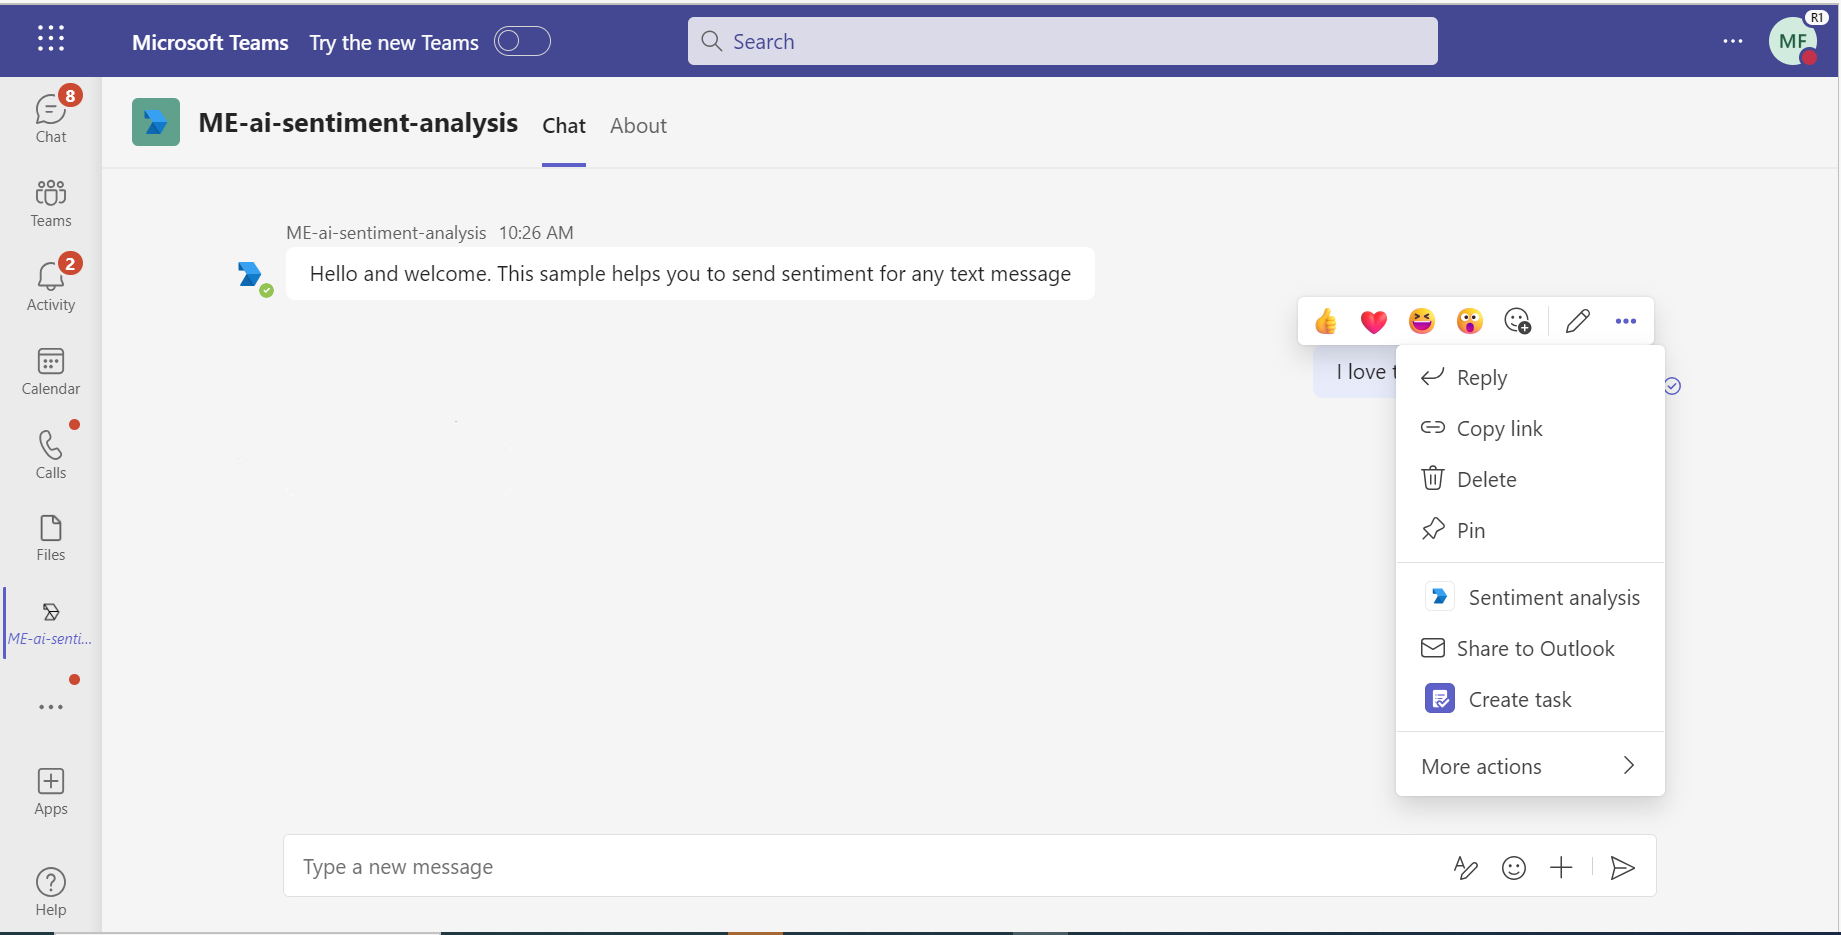 Microsoft Teams Try the new Teams
Search
R1
MF
8
Chat
Teams
2
Activity
Calendar
Calls
Files
ME-ai-senti...
Apps
Help
ME-ai-sentiment-analysis Chat About
ME-ai-sentiment-analysis 10:26 AM
Hello and welcome. This sample helps you to send sentiment for any text message
I love
Reply
Copy link
Delete
Pin
Sentiment analysis
Share to Outlook
Create task
More actions
Type a new message